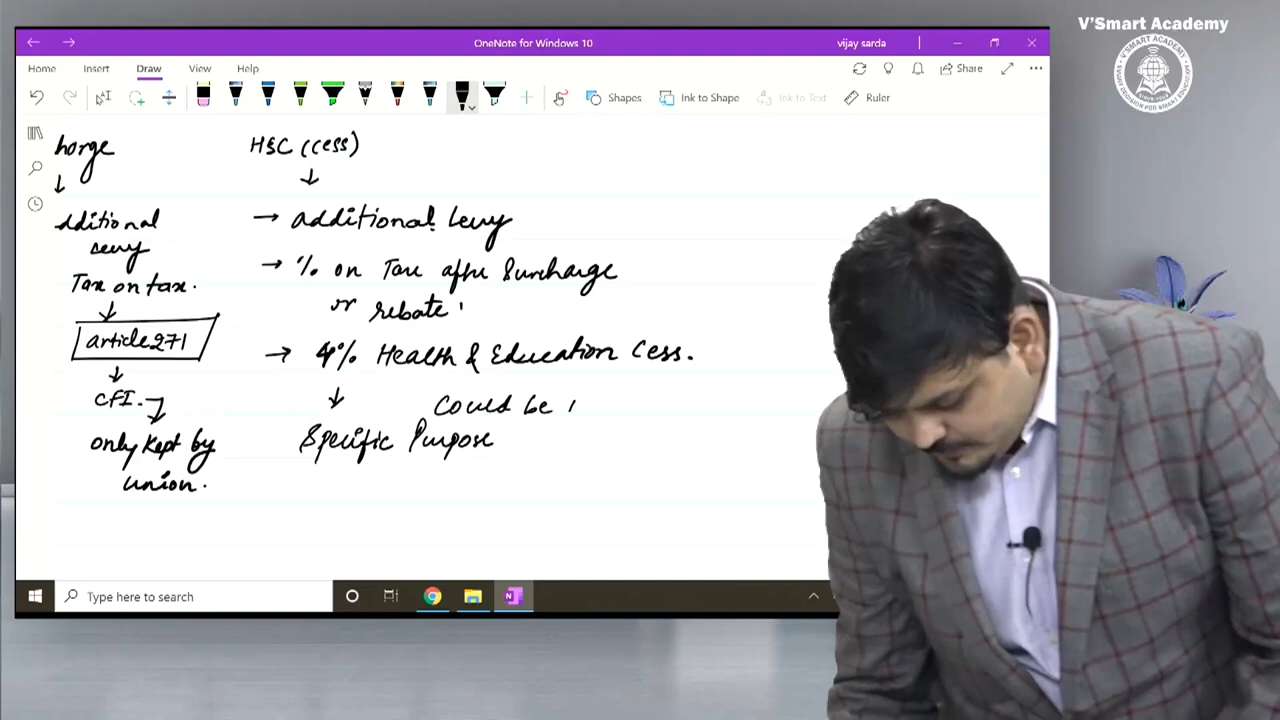 V'Smart Academy
OneNote for Windows 10
vijay sarda
Home Insert Draw View Help
Share
Shapes
Ink to Shape
Ink to Text
Ruler
harge
dditional
levy
Tax on tax.
article 271
CFI.
only kept by
union.
H&C (cess)
additional levy
% on Tax after Surcharge
or rebate
4% Health & Education Cess.
Could be
Specific Purpose
Type here to search